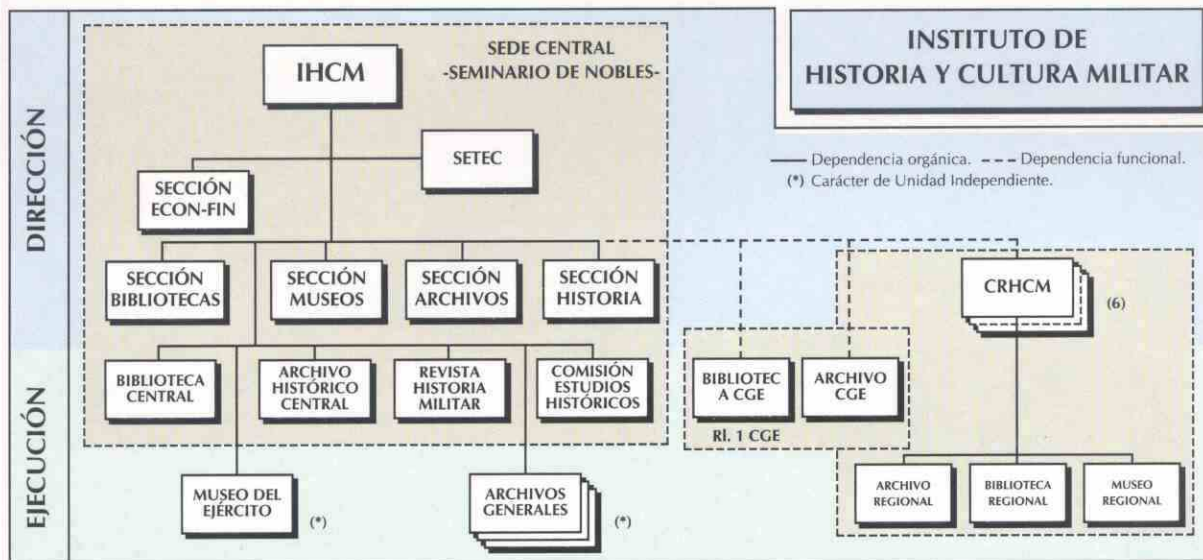 INSTITUTO DE
HISTORIA Y CULTURA MILITAR
DIRECCIÓN
EJECUCIÓN
SEDE CENTRAL
-SEMINARIO DE NOBLES-
IHCM
SETEC
SECCIÓN
ECON-FIN
Dependencia orgánica.
Dependencia funcional.
(*) Carácter de Unidad Independiente.
SECCIÓN
BIBLIOTECAS
SECCIÓN
MUSEOS
SECCIÓN
ARCHIVOS
SECCIÓN
HISTORIA
CRHCM
(6)
BIBLIOTECA
CENTRAL
ARCHIVO
HISTÓRICO
CENTRAL
REVISTA
HISTORIA
MILITAR
COMISIÓN
ESTUDIOS
HISTÓRICOS
BIBLIOTEC
A CGE
ARCHIVO
CGE
RI. 1 CGE
MUSEO DEL
EJÉRCITO
(*)
ARCHIVOS
GENERALES
(*)
ARCHIVO
REGIONAL
BIBLIOTECA
REGIONAL
MUSEO
REGIONAL